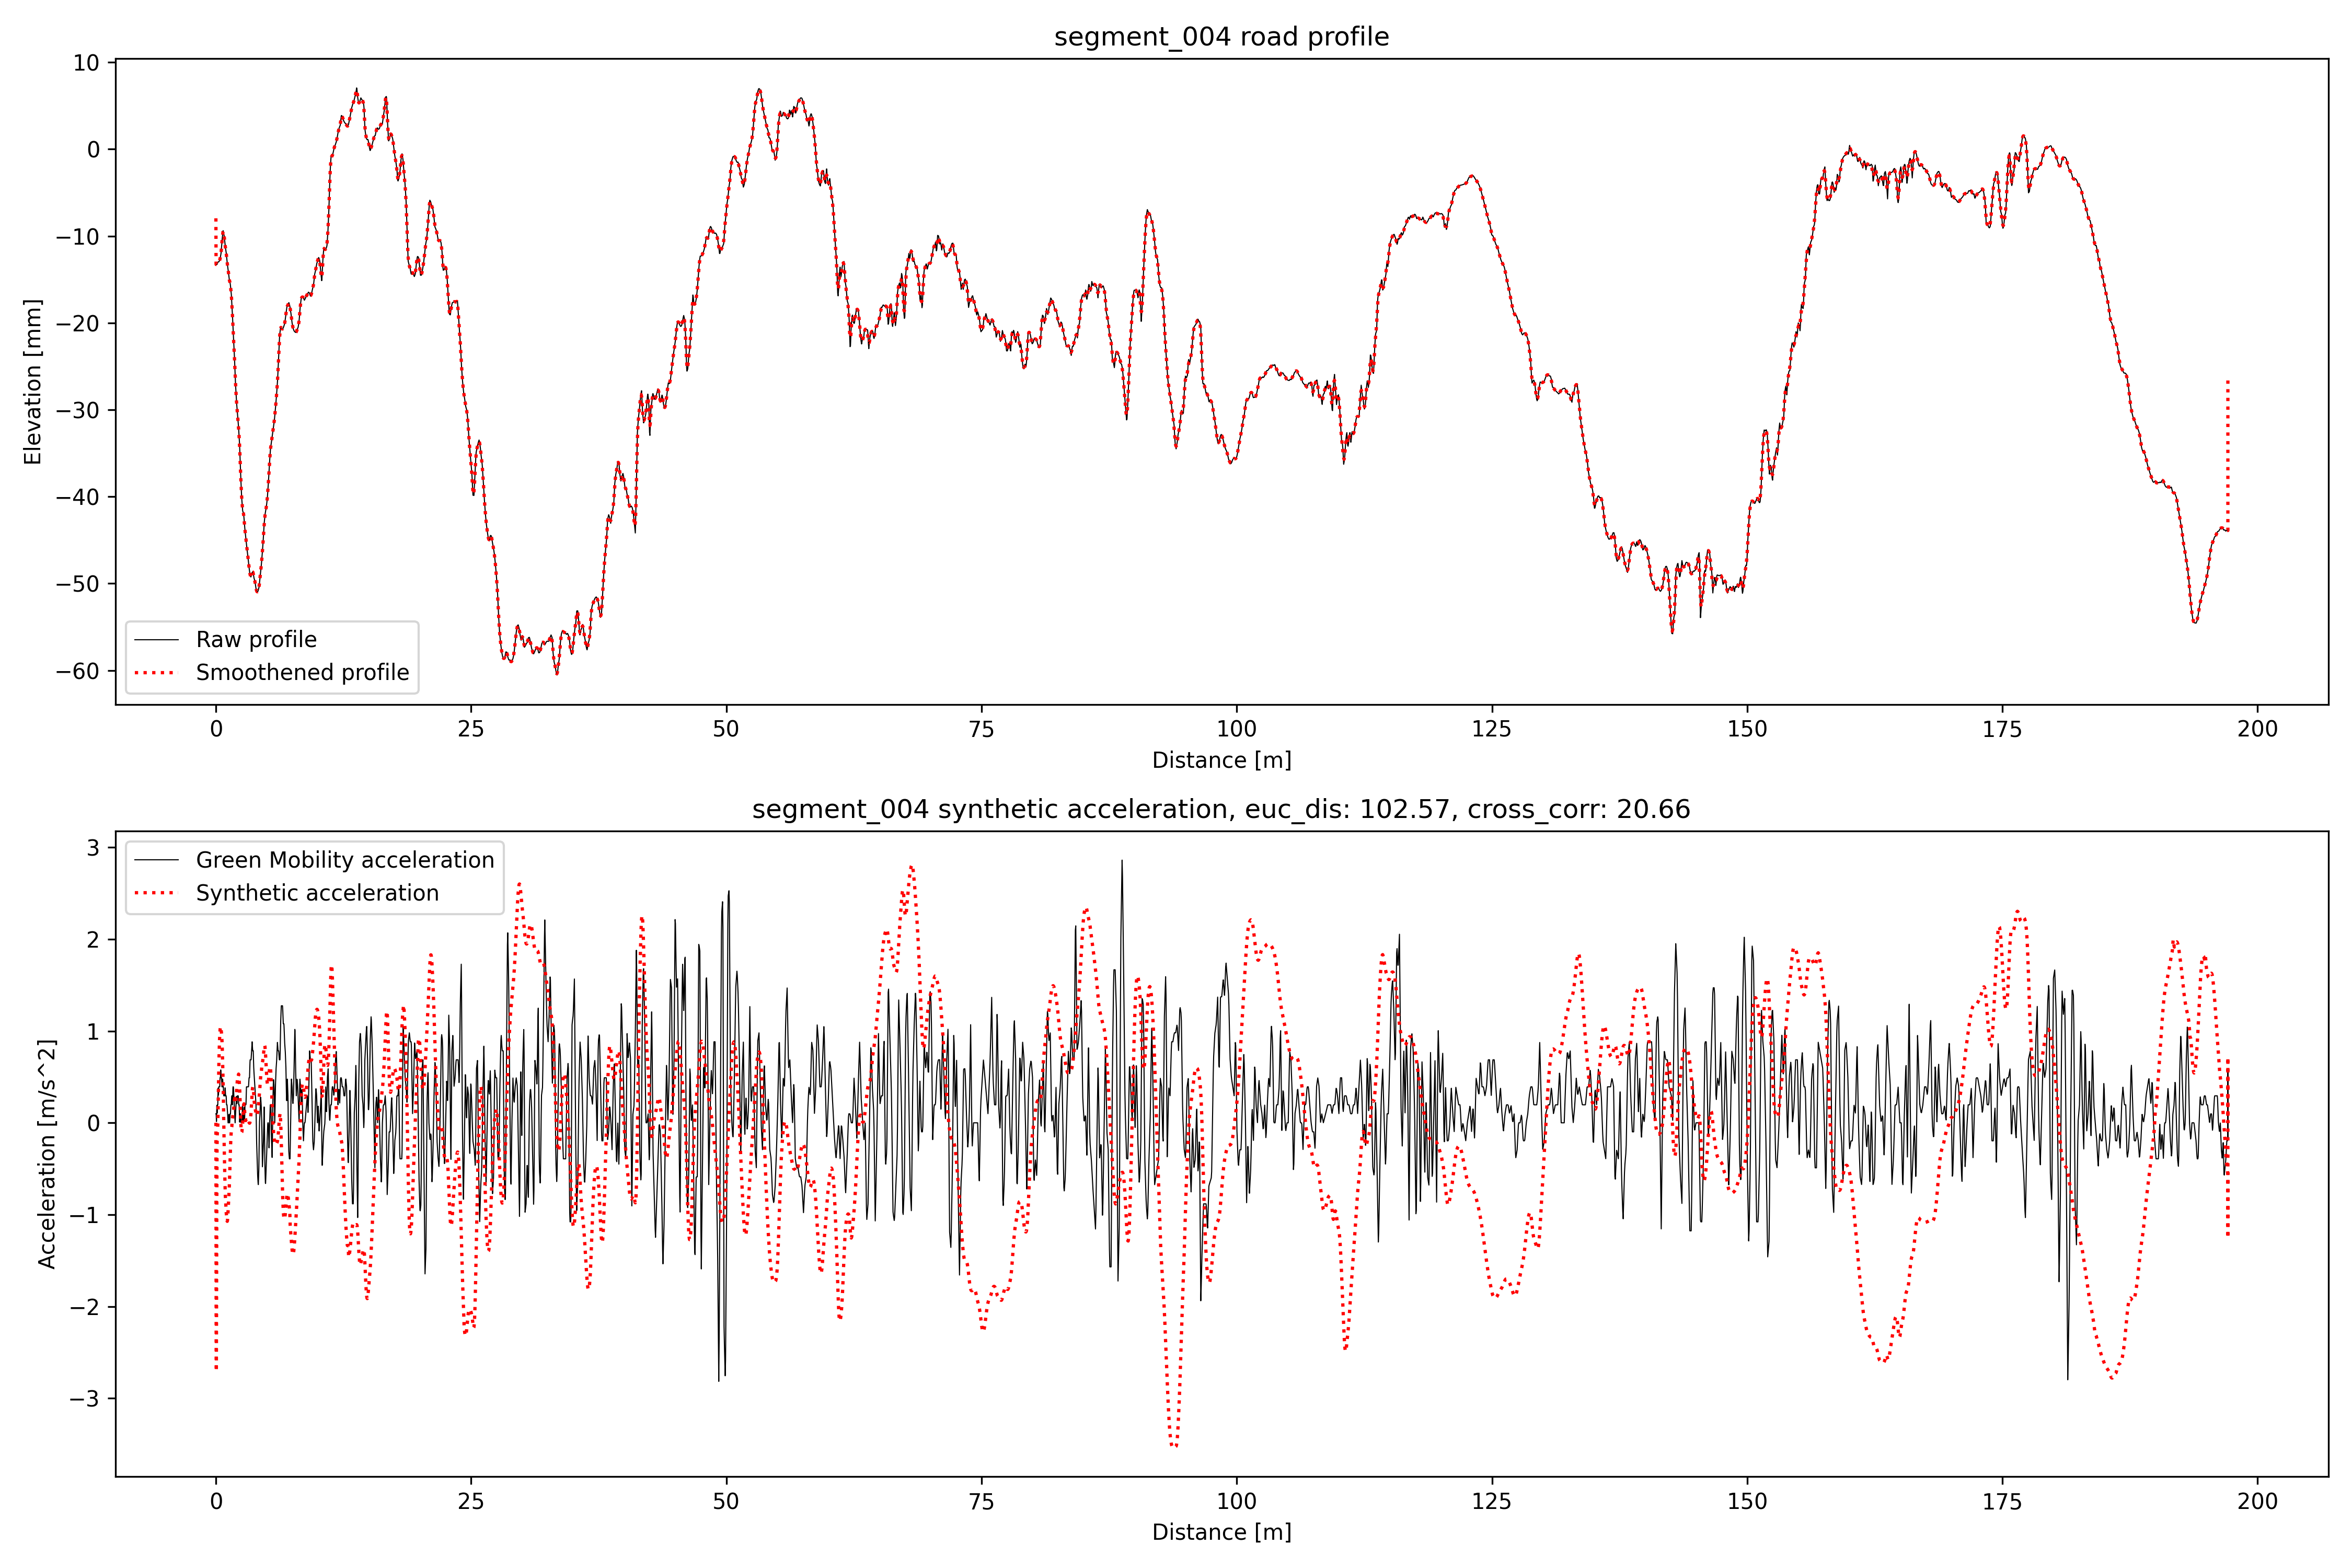 segment_004 road profile
10
0
−10
−20
−30
−40
−50
−60
Elevation [mm]
Raw profile
Smoothened profile
0 25 50 75 100 125 150 175 200
Distance [m]
segment_004 synthetic acceleration, euc_dis: 102.57, cross_corr: 20.66
3
2
1
0
−1
−2
−3
Acceleration [m/s^2]
Green Mobility acceleration
Synthetic acceleration
0 25 50 75 100 125 150 175 200
Distance [m]